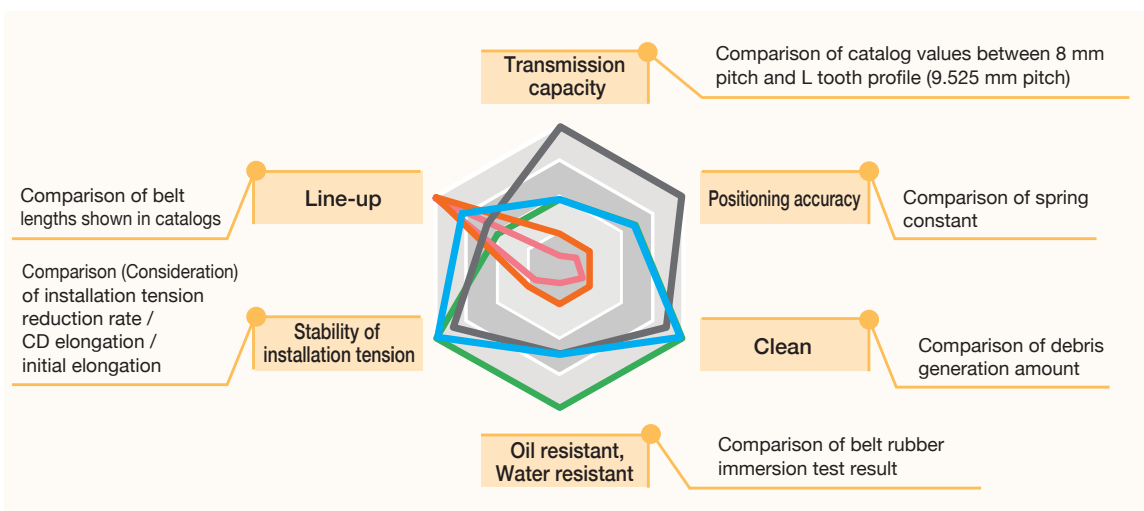 Transmission
capacity
Comparison of catalog values between 8 mm
pitch and L tooth profile (9.525 mm pitch)
Line-up
Comparison of belt
lengths shown in catalogs
Positioning accuracy
Comparison of spring
constant
Comparison (Consideration)
of installation tension
reduction rate /
CD elongation /
initial elongation
Stability of
installation tension
Clean
Comparison of debris
generation amount
Oil resistant,
Water resistant
Comparison of belt rubber
immersion test result